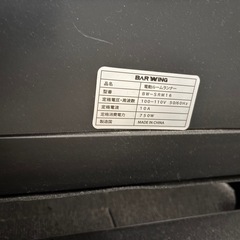 BARWING
品名 電動ルームランナー
型番 BW-SRM16
定格電圧・周波数 100-110V 50/60Hz
定格電流 10A
定格消費電力 750W
製造国 MADE IN CHINA